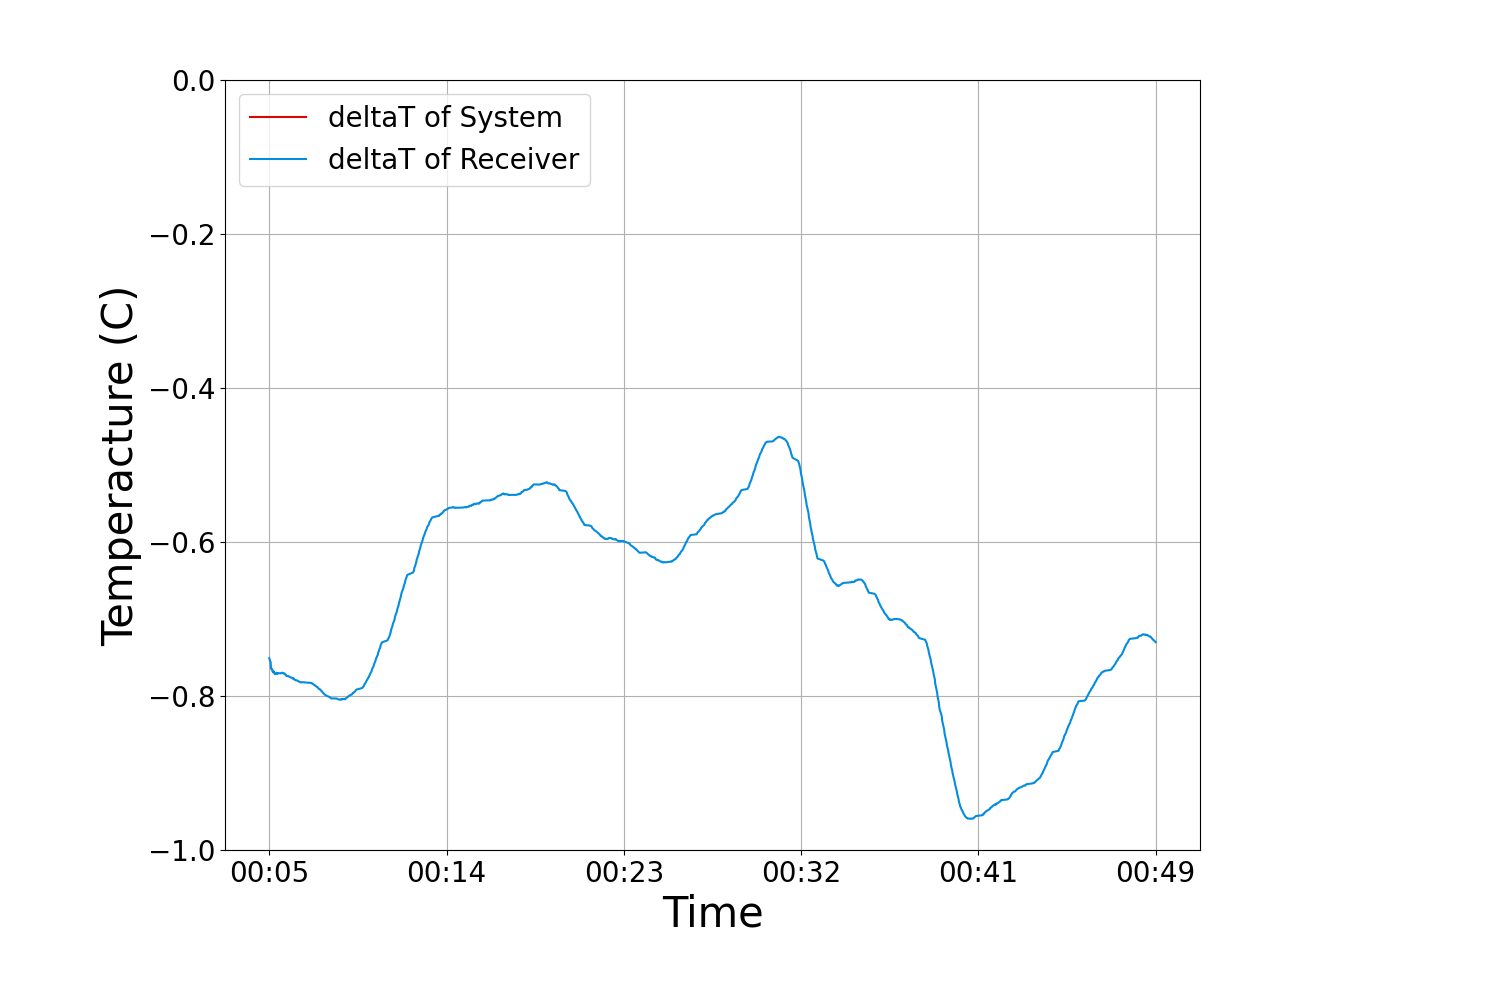 0.0
deltaT of System
deltaT of Receiver
−0.2
−0.4
−0.6
−0.8
−1.0
Temperacture (C)
00:05 00:14 00:23 00:32 00:41 00:49
Time